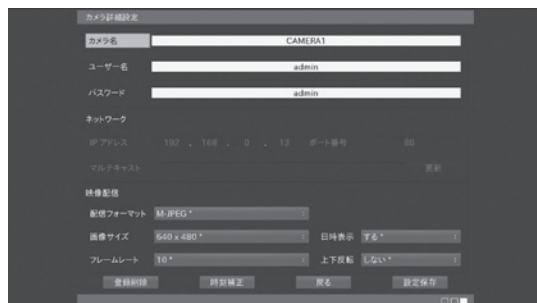 カメラ詳細設定
カメラ名 CAMERA1
ユーザー名 admin
パスワード admin
ネットワーク
IP アドレス 192 . 168 . 0 . 12 ポート番号 80
マルチキャスト 更新
映像配信
配信フォーマット M-JPEG *
画像サイズ 640 x 480 * 日時表示 する *
フレームレート 10 * 上下反転 しない *
登録削除 時刻補正 戻る 設定保存